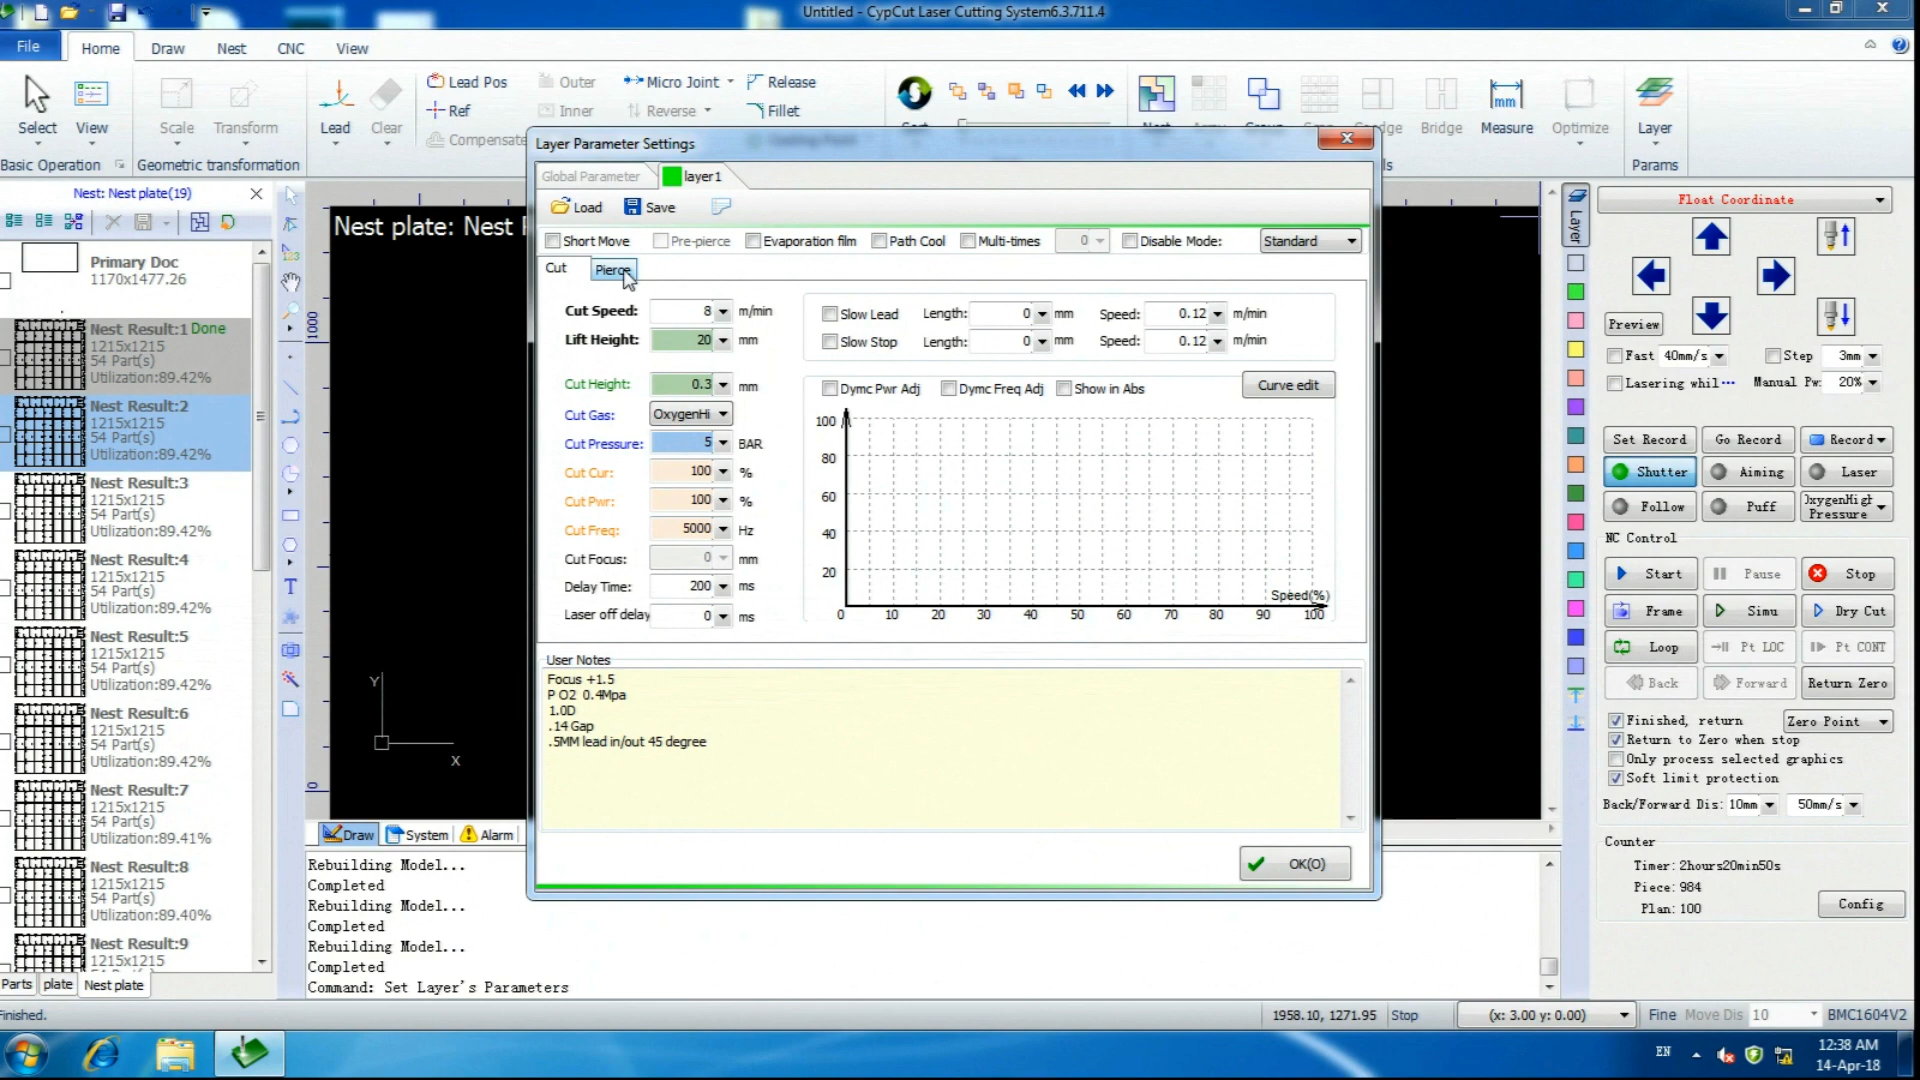 Untitled - CypCut Laser Cutting System6.3.711.4
File
Home
Draw
Nest
CNC
View
Select
View
Scale
Transform
Lead
Clear
Lead Pos
Ref
Compensate
Outer
Inner
Micro Joint
Reverse
Release
Fillet
Bridge
Measure
Optimize
Layer
Basic Operation
Geometric transformation
Params
Nest: Nest plate(19)
Primary Doc
1170x1477.26
Nest Result:1 Done
1215x1215
54 Part(s)
Utilization:89.42%
Nest Result:2
1215x1215
54 Part(s)
Utilization:89.42%
Nest Result:3
1215x1215
54 Part(s)
Utilization:89.42%
Nest Result:4
1215x1215
54 Part(s)
Utilization:89.42%
Nest Result:5
1215x1215
54 Part(s)
Utilization:89.42%
Nest Result:6
1215x1215
54 Part(s)
Utilization:89.42%
Nest Result:7
1215x1215
54 Part(s)
Utilization:89.41%
Nest Result:8
1215x1215
54 Part(s)
Utilization:89.40%
Nest Result:9
1215x1215
Parts
plate
Nest plate
123
T
1000
0
Nest plate: Nest
Y
X
Layer Parameter Settings
Global Parameter
layer1
Load
Save
Short Move
Pre-pierce
Evaporation film
Path Cool
Multi-times
0
Disable Mode:
Standard
Cut
Pierce
Cut Speed: 8 m/min
Lift Height: 20 mm
Cut Height: 0.3 mm
Cut Gas: OxygenHi
Cut Pressure: 5 BAR
Cut Cur: 100 %
Cut Pwr: 100 %
Cut Freq: 5000 Hz
Cut Focus: 0 mm
Delay Time: 200 ms
Laser off delay 0 ms
Slow Lead Length: 0 mm Speed: 0.12 m/min
Slow Stop Length: 0 mm Speed: 0.12 m/min
Dymc Pwr Adj
Dymc Freq Adj
Show in Abs
Curve edit
100
80
60
40
20
Speed(%)
0 10 20 30 40 50 60 70 80 90 100
User Notes
Focus +1.5
P O2 0.4Mpa
1.0D
.14 Gap
.5MM lead in/out 45 degree
OK(O)
Draw
System
Alarm
Rebuilding Model...
Completed
Rebuilding Model...
Completed
Rebuilding Model...
Completed
Command: Set Layer's Parameters
Layer
Float Coordinate
Preview
Fast 40mm/s
Step 3mm
Lasering whil ...
Manual Pw: 20%
Set Record
Go Record
Record
Shutter
Aiming
Laser
Follow
Puff
OxygenHigh Pressure
NC Control
Start
Pause
Stop
Frame
Simu
Dry Cut
Loop
Pt LOC
Pt CONT
Back
Forward
Return Zero
Finished, return
Zero Point
Return to Zero when stop
Only process selected graphics
Soft limit protection
Back/Forward Dis: 10mm 50mm/s
Counter
Timer: 2hours20min50s
Piece: 984
Plan: 100
Config
Finished.
1958.10, 1271.95
Stop
(x: 3.00 y: 0.00)
Fine
Move Dis 10
BMC1604V2
EN
12:38 AM
14-Apr-18